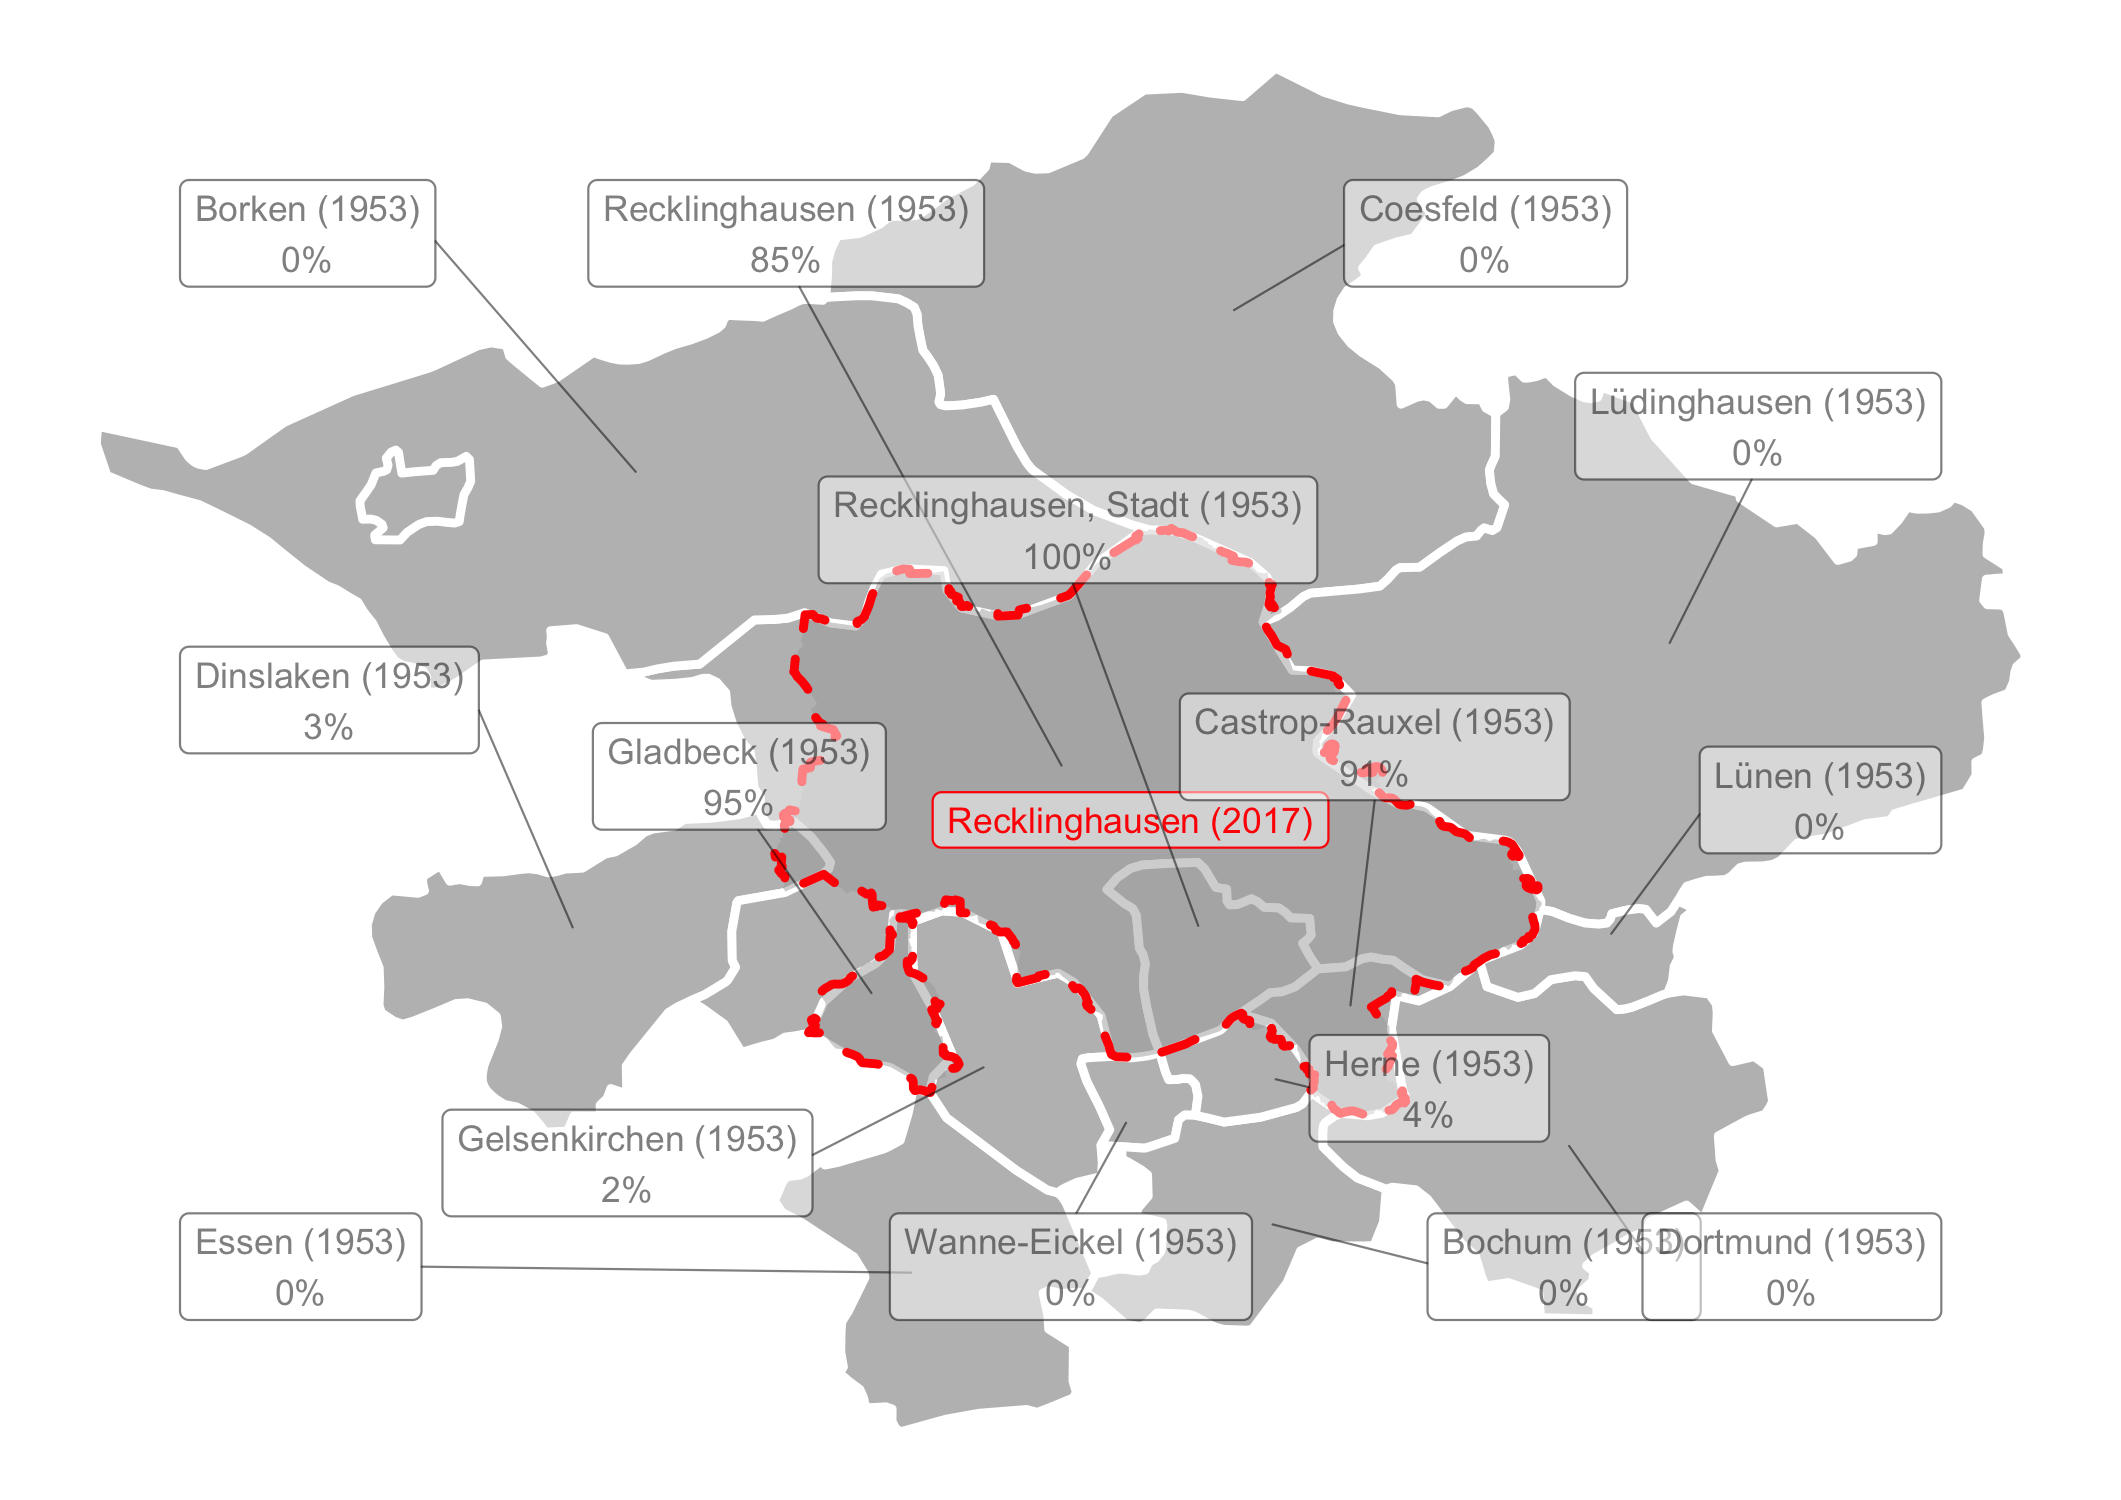 Borken (1953)
0%
Recklinghausen (1953)
85%
Coesfeld (1953)
0%
Lüdinghausen (1953)
0%
Recklinghausen, Stadt (1953)
100%
Dinslaken (1953)
3%
Gladbeck (1953)
95%
Castrop-Rauxel (1953)
91%
Lünen (1953)
0%
Recklinghausen (2017)
Herne (1953)
4%
Gelsenkirchen (1953)
2%
Essen (1953)
0%
Wanne-Eickel (1953)
0%
Bochum (1953)
0%
Dortmund (1953)
0%